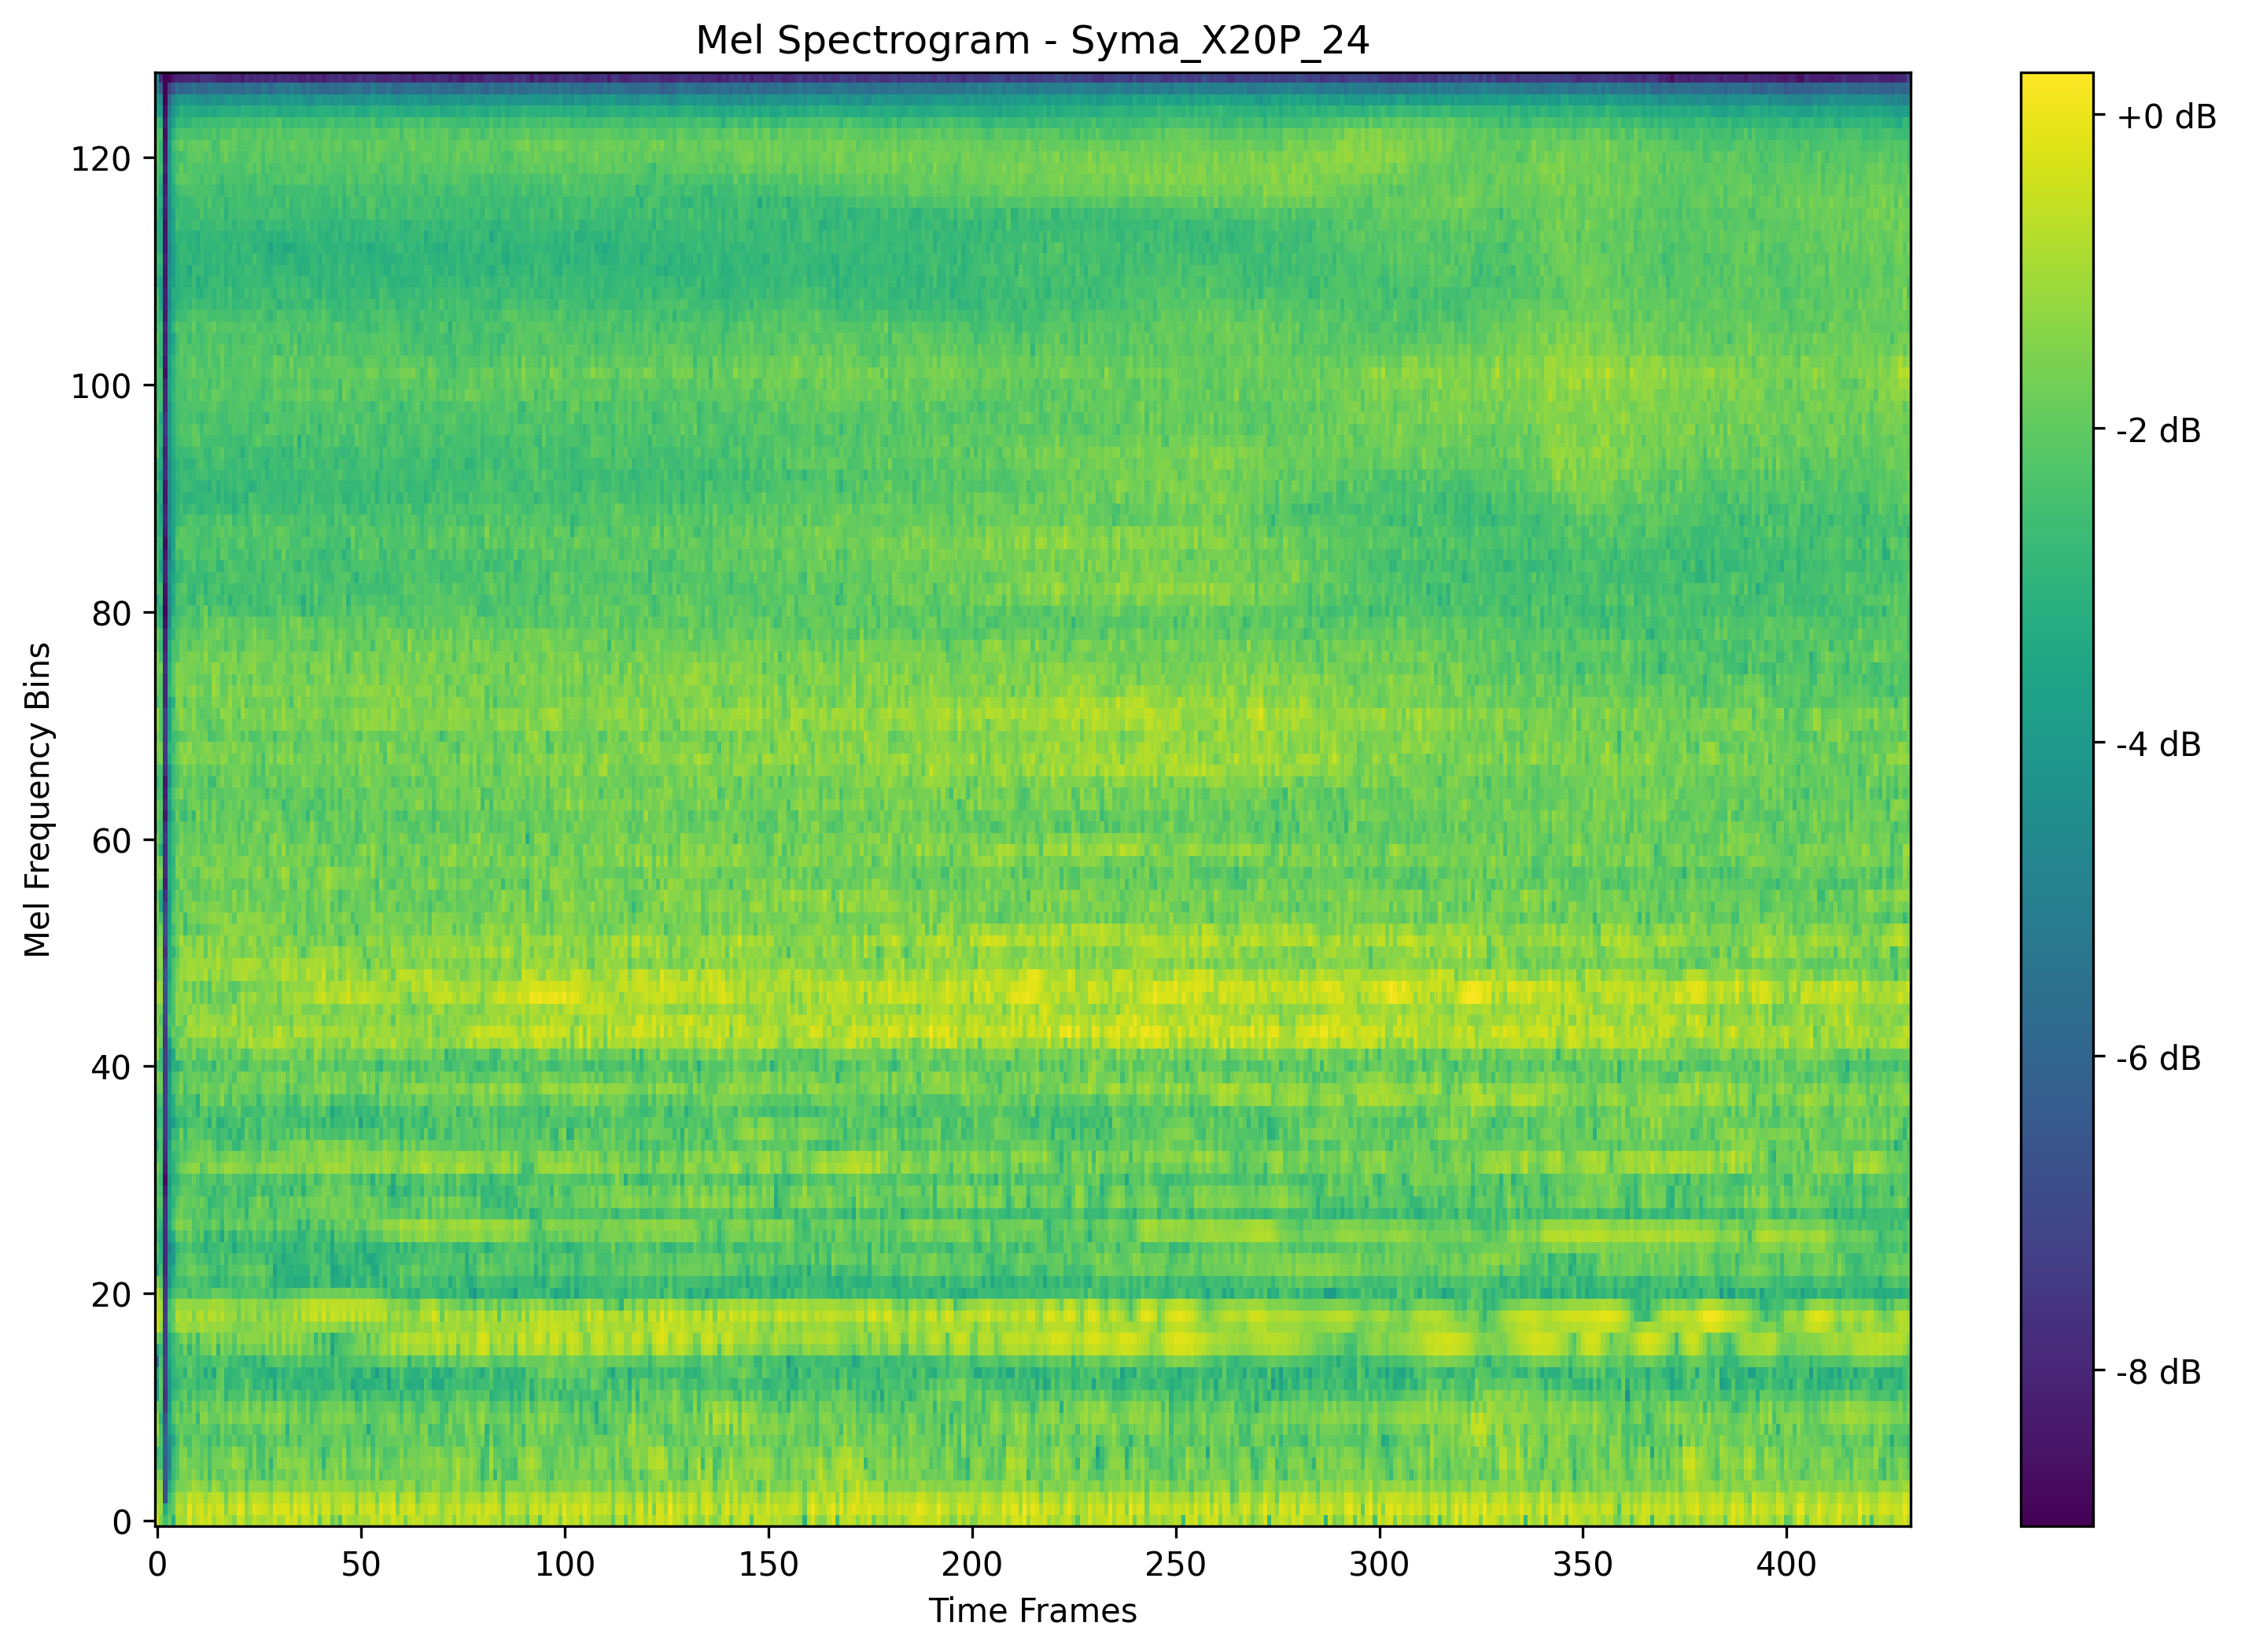 Mel Spectrogram - Syma_X20P_24
Mel Frequency Bins
120
100
80
60
40
20
0
0 50 100 150 200 250 300 350 400
Time Frames
+0 dB
-2 dB
-4 dB
-6 dB
-8 dB